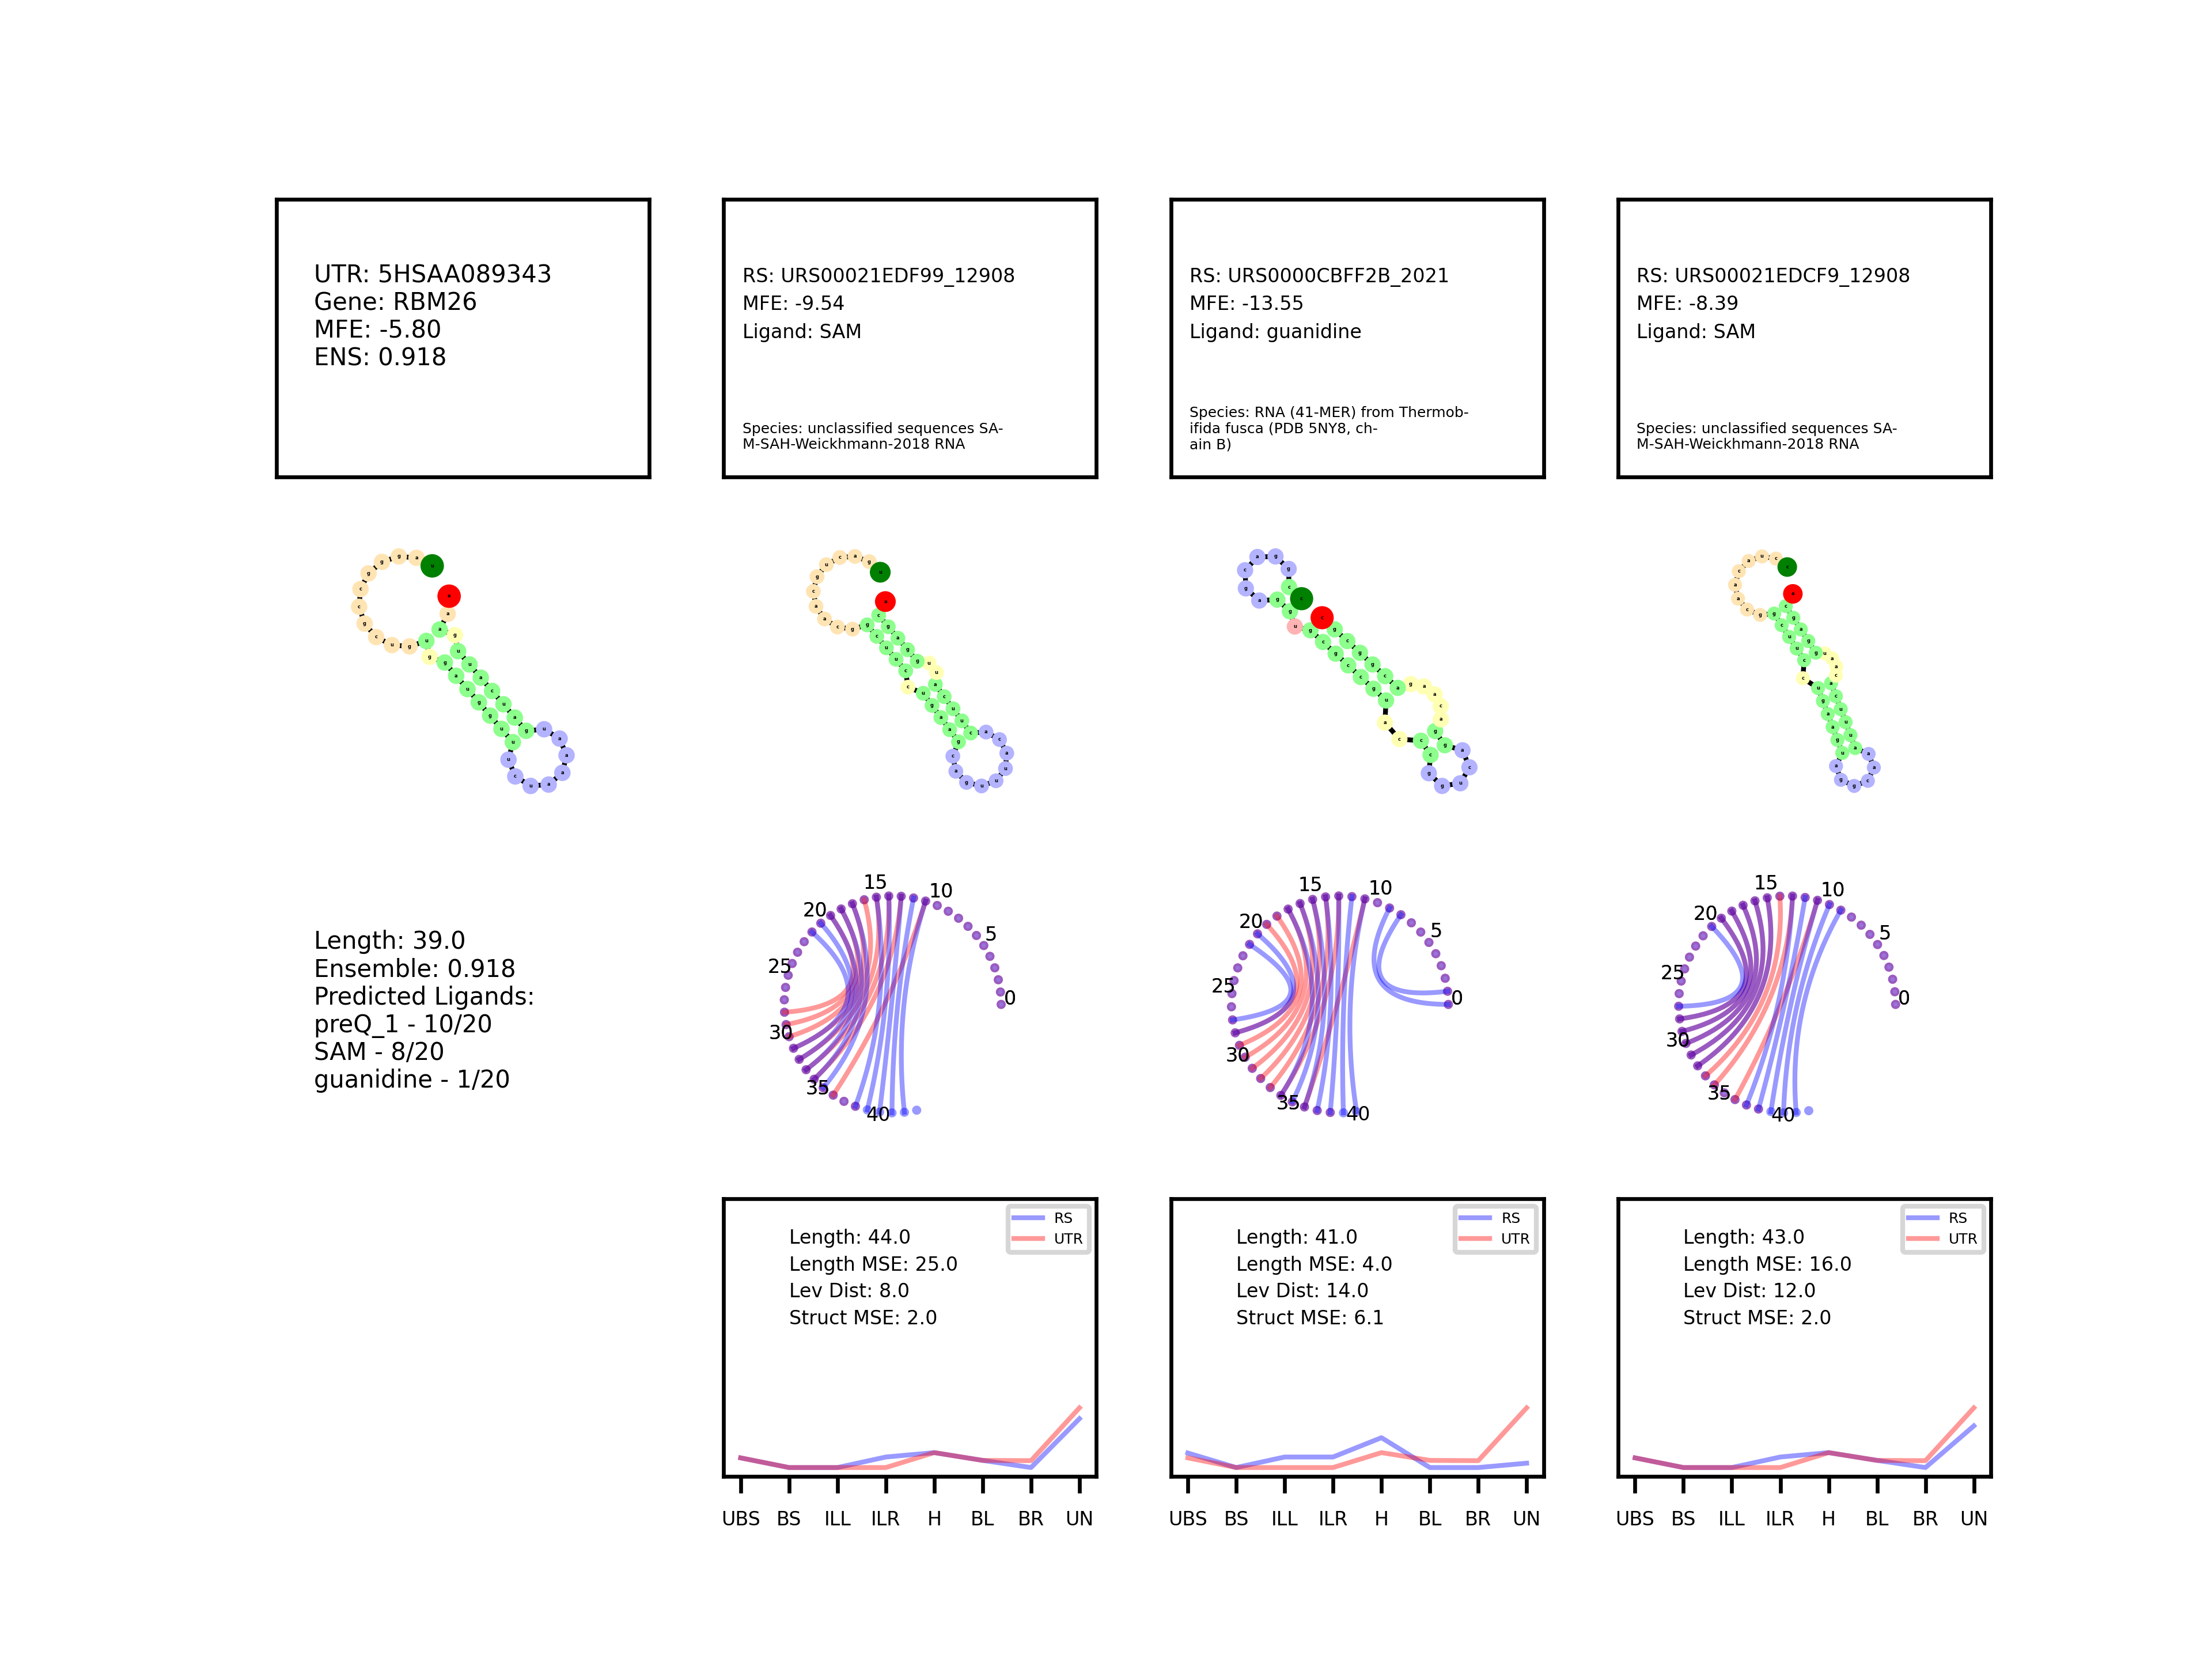 UTR: 5HSAA089343
Gene: RBM26
MFE: -5.80
ENS: 0.918
RS: URS00021EDF99_12908
MFE: -9.54
Ligand: SAM
Species: unclassified sequences SA-
M-SAH-Weickhmann-2018 RNA
RS: URS0000CBFF2B_2021
MFE: -13.55
Ligand: guanidine
Species: RNA (41-MER) from Thermob-
ifida fusca (PDB 5NY8, ch-
ain B)
RS: URS00021EDCF9_12908
MFE: -8.39
Ligand: SAM
Species: unclassified sequences SA-
M-SAH-Weickhmann-2018 RNA
Length: 39.0
Ensemble: 0.918
Predicted Ligands:
preQ_1 - 10/20
SAM - 8/20
guanidine - 1/20
0 5 10 15 20 25 30 35 40
0 5 10 15 20 25 30 35 40
0 5 10 15 20 25 30 35 40
RS
UTR
Length: 44.0
Length MSE: 25.0
Lev Dist: 8.0
Struct MSE: 2.0
UBS BS ILL ILR H BL BR UN
RS
UTR
Length: 41.0
Length MSE: 4.0
Lev Dist: 14.0
Struct MSE: 6.1
UBS BS ILL ILR H BL BR UN
RS
UTR
Length: 43.0
Length MSE: 16.0
Lev Dist: 12.0
Struct MSE: 2.0
UBS BS ILL ILR H BL BR UN